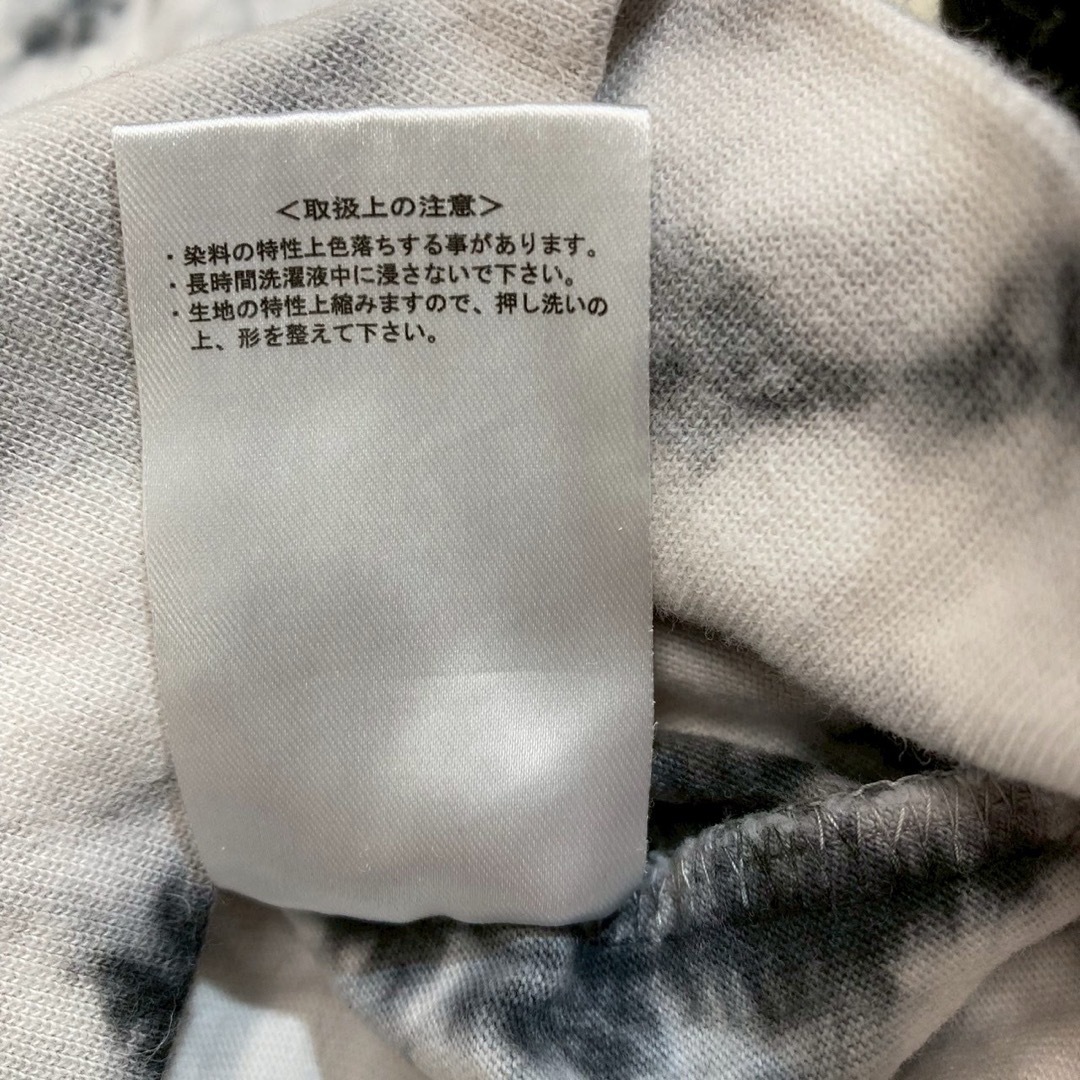 ＜取扱上の注意＞
・染料の特性上色落ちする事があります。
・長時間洗濯液中に浸さないで下さい。
・生地の特性上縮みますので、押し洗いの
上、形を整えて下さい。